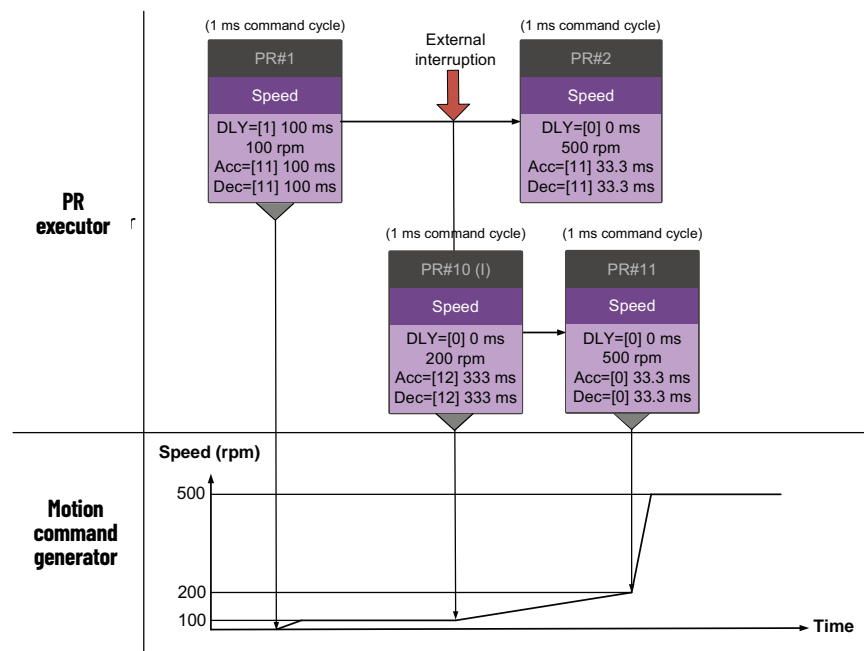 (1 ms command cycle)
PR#1
Speed
DLY=[1] 100 ms
100 rpm
Acc=[11] 100 ms
Dec=[11] 100 ms
External
interruption
(1 ms command cycle)
PR#2
Speed
DLY=[0] 0 ms
500 rpm
Acc=[11] 33.3 ms
Dec=[11] 33.3 ms
PR
executor
(1 ms command cycle)
PR#10 (I)
Speed
DLY=[0] 0 ms
200 rpm
Acc=[12] 333 ms
Dec=[12] 333 ms
(1 ms command cycle)
PR#11
Speed
DLY=[0] 0 ms
500 rpm
Acc=[0] 33.3 ms
Dec=[0] 33.3 ms
Motion
command
generator
Speed (rpm)
500
200
100
Time